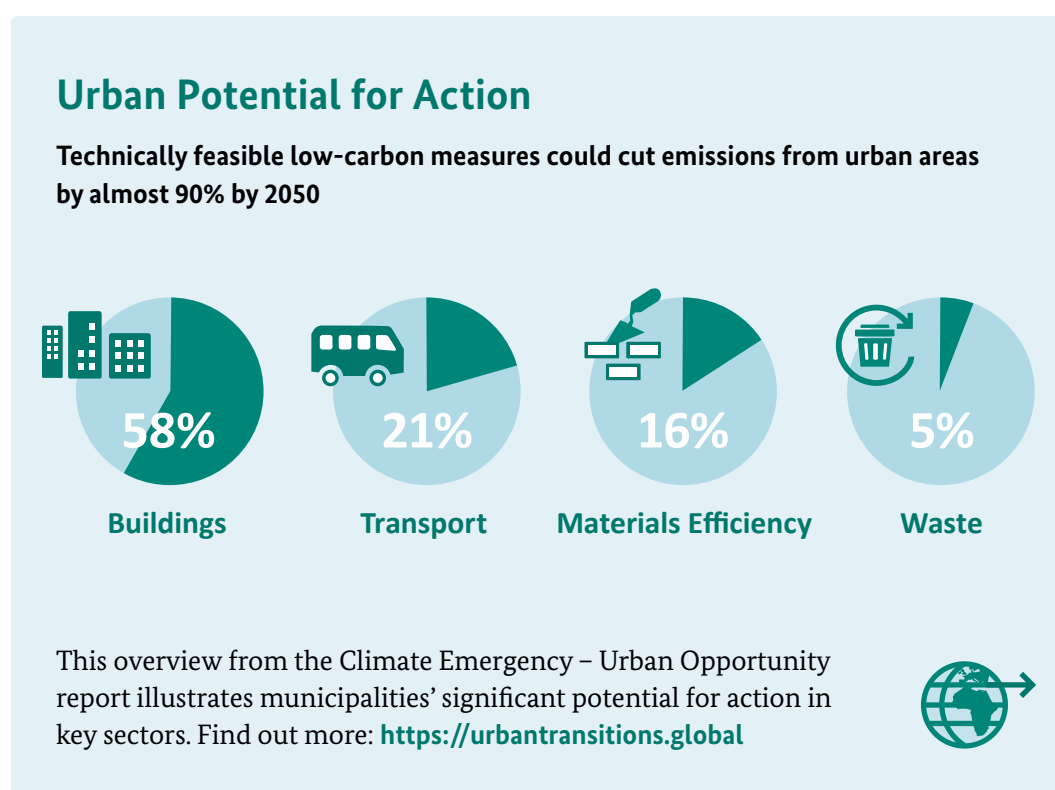 Urban Potential for Action
Technically feasible low-carbon measures could cut emissions from urban areas
by almost 90% by 2050
58%
Buildings
21%
Transport
16%
Materials Efficiency
5%
Waste
This overview from the Climate Emergency – Urban Opportunity
report illustrates municipalities’ significant potential for action in
key sectors. Find out more: https://urbantransitions.global